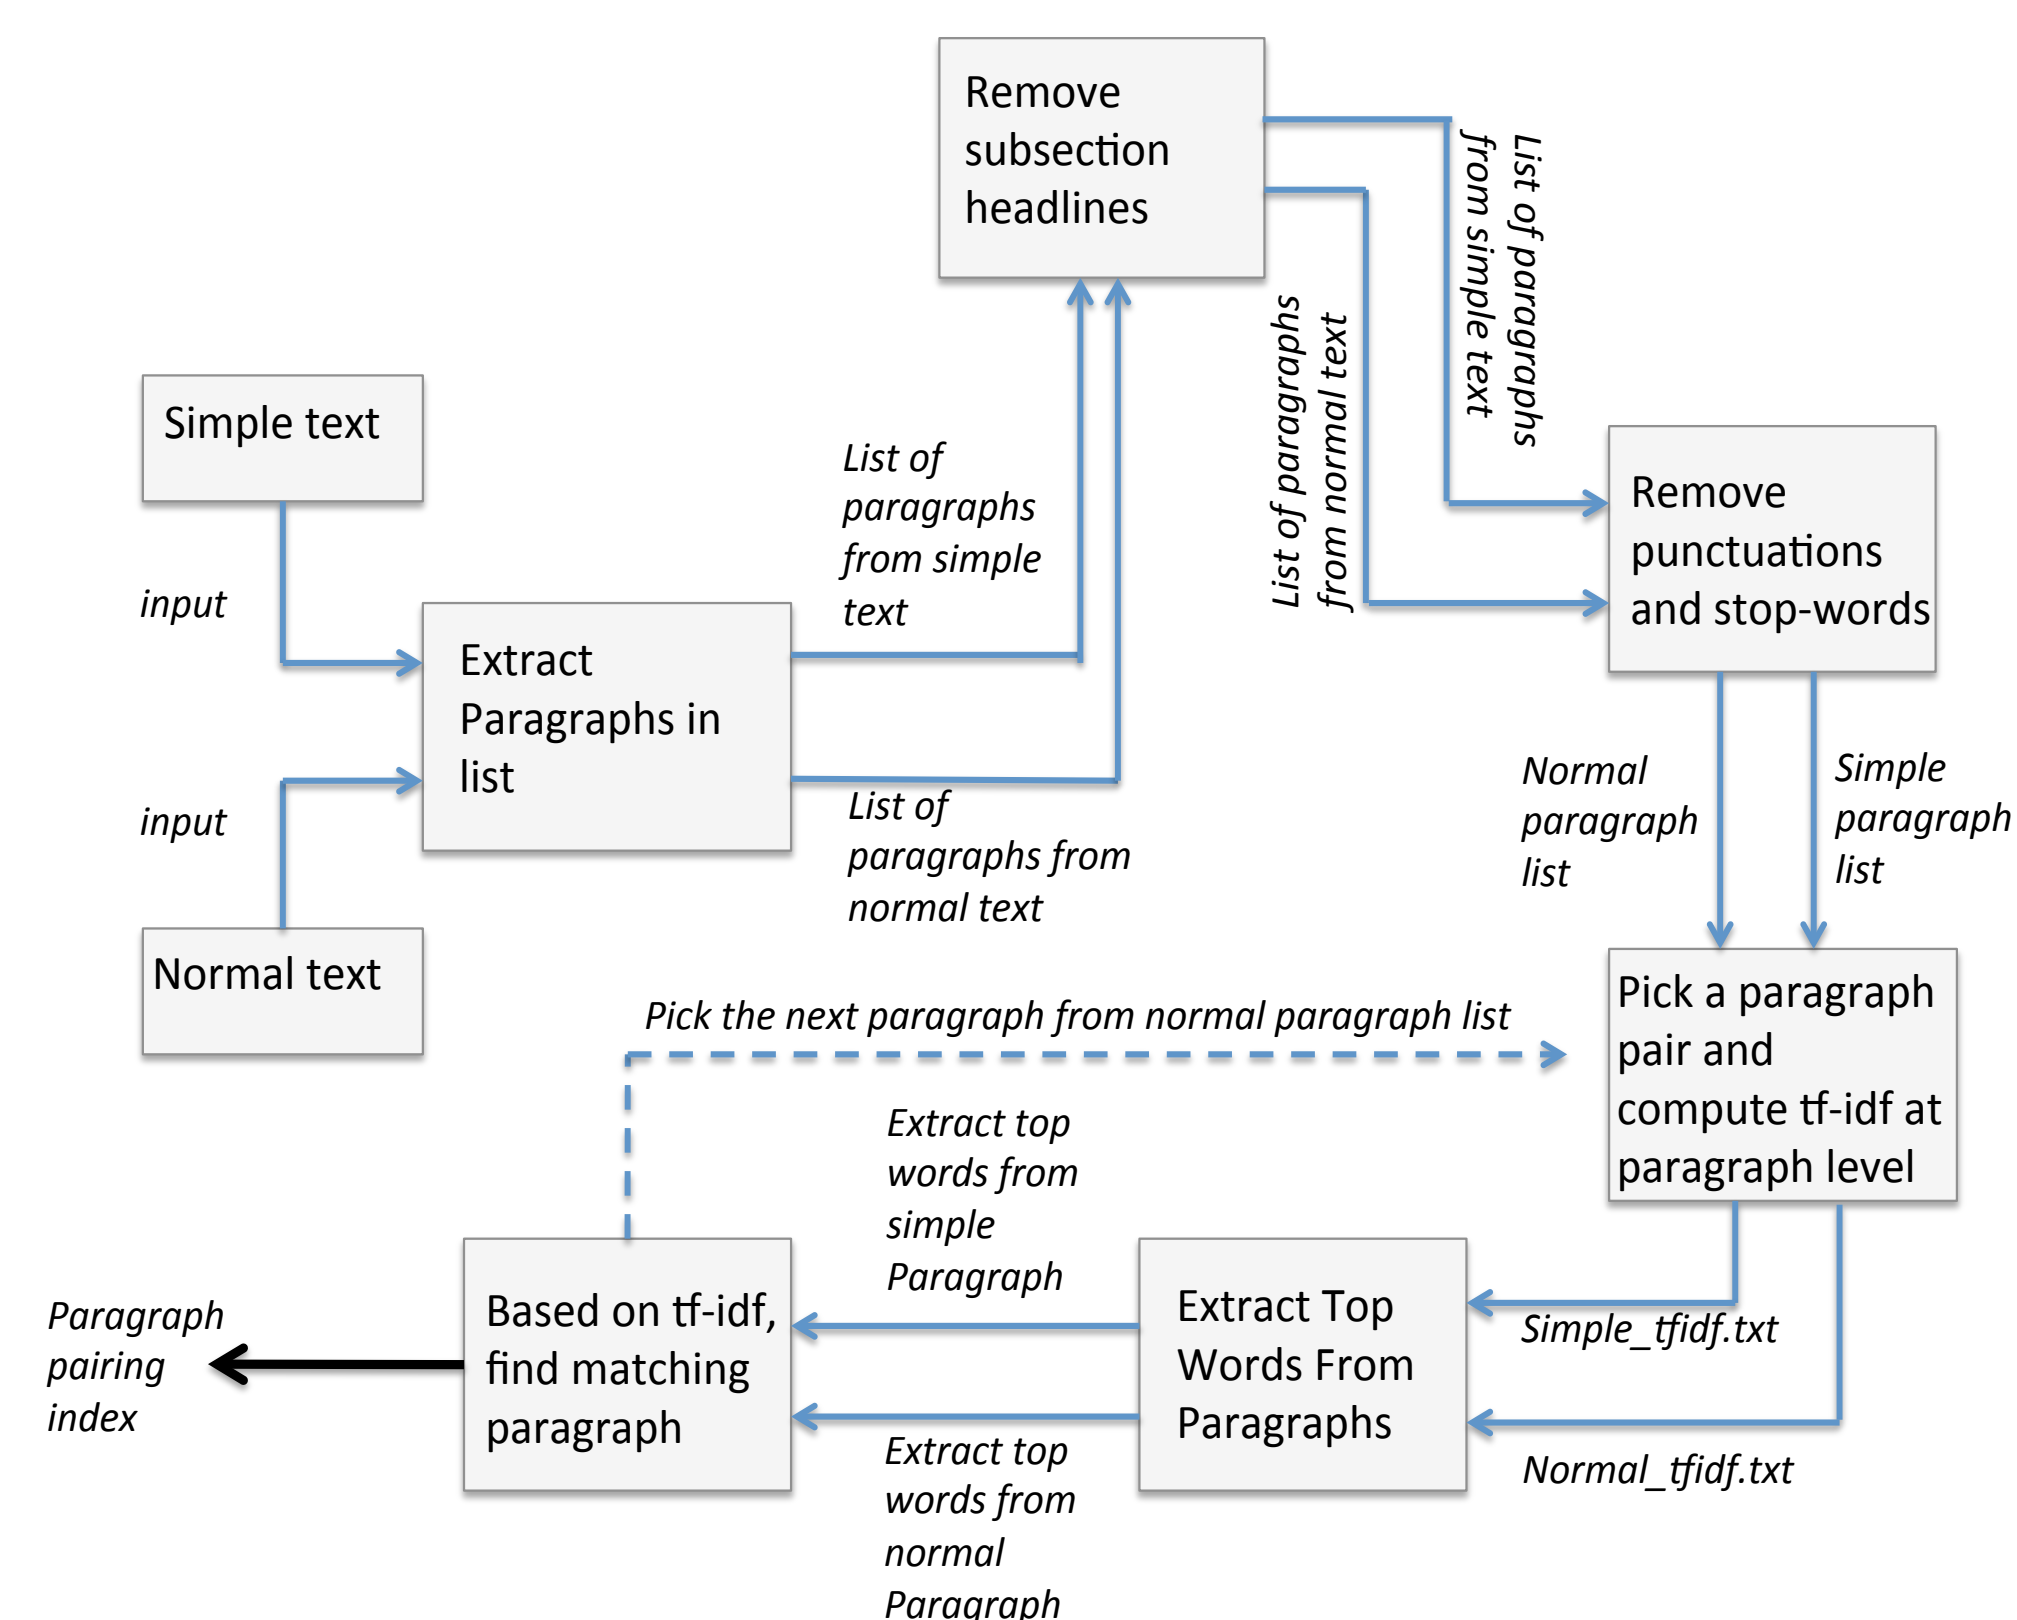 Remove
subsection
headlines
List of paragraphs
from simple text
List of paragraphs
from normal text
Simple text
input
List of
paragraphs
from simple
text
Extract
Paragraphs in
list
Remove
punctuations
and stop-words
input
List of
paragraphs from
normal text
Normal text
Normal
paragraph
list
Simple
paragraph
list
Pick the next paragraph from normal paragraph list
Pick a paragraph
pair and
compute tf-idf at
paragraph level
Extract top
words from
simple
Paragraph
Simple_tfidf.txt
Normal_tfidf.txt
Extract Top
Words From
Paragraphs
Based on tf-idf,
find matching
paragraph
Extract top
words from
normal
Paragraph
Paragraph
pairing
index